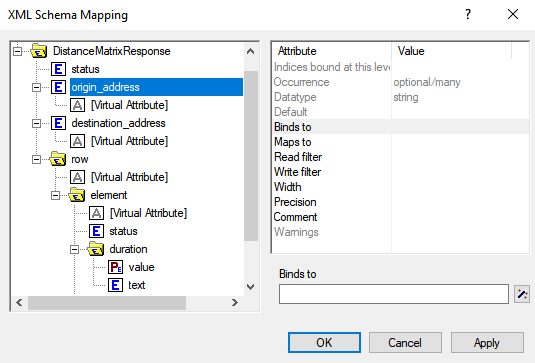 XML Schema Mapping
DistanceMatrixResponse
E status
E origin_address
A [Virtual Attribute]
E destination_address
A [Virtual Attribute]
E row
A [Virtual Attribute]
E element
A [Virtual Attribute]
E status
E duration
PE value
E text
Attribute Value
Indices bound at this leve
Occurrence optional/many
Datatype string
Default
Binds to
Maps to
Read filter
Write filter
Width
Precision
Comment
Warnings
Binds to
OK Cancel Apply